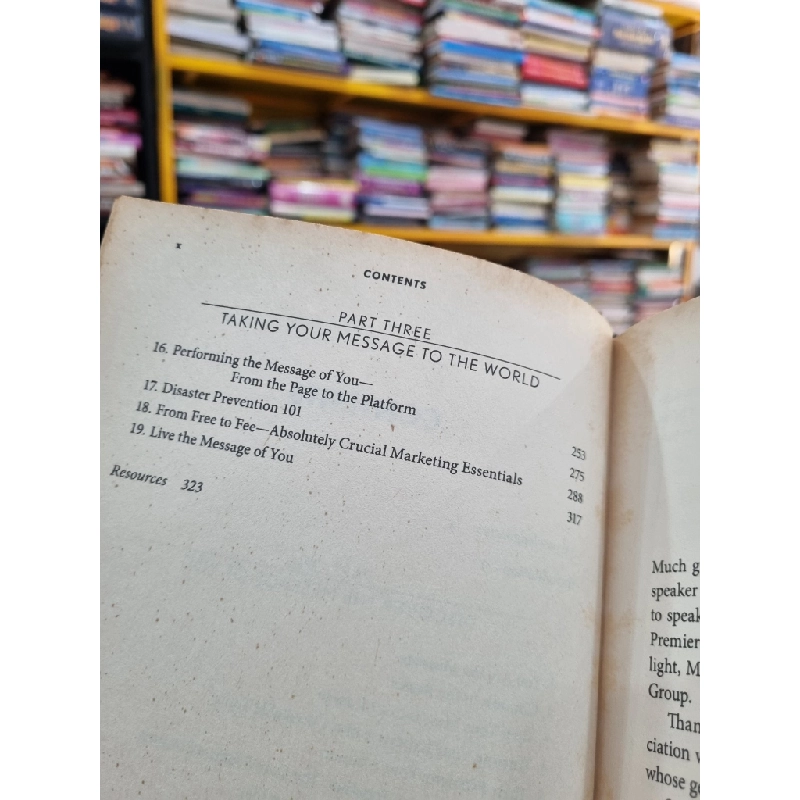 x
CONTENTS
PART THREE
TAKING YOUR MESSAGE TO THE WORLD
16. Performing the Message of You—
From the Page to the Platform 253
17. Disaster Prevention 101 275
18. From Free to Fee—Absolutely Crucial Marketing Essentials 288
19. Live the Message of You 317
Resources 323
Much g
speaker
to speak
Premier
light, M
Group.
Than
ciation
whose g